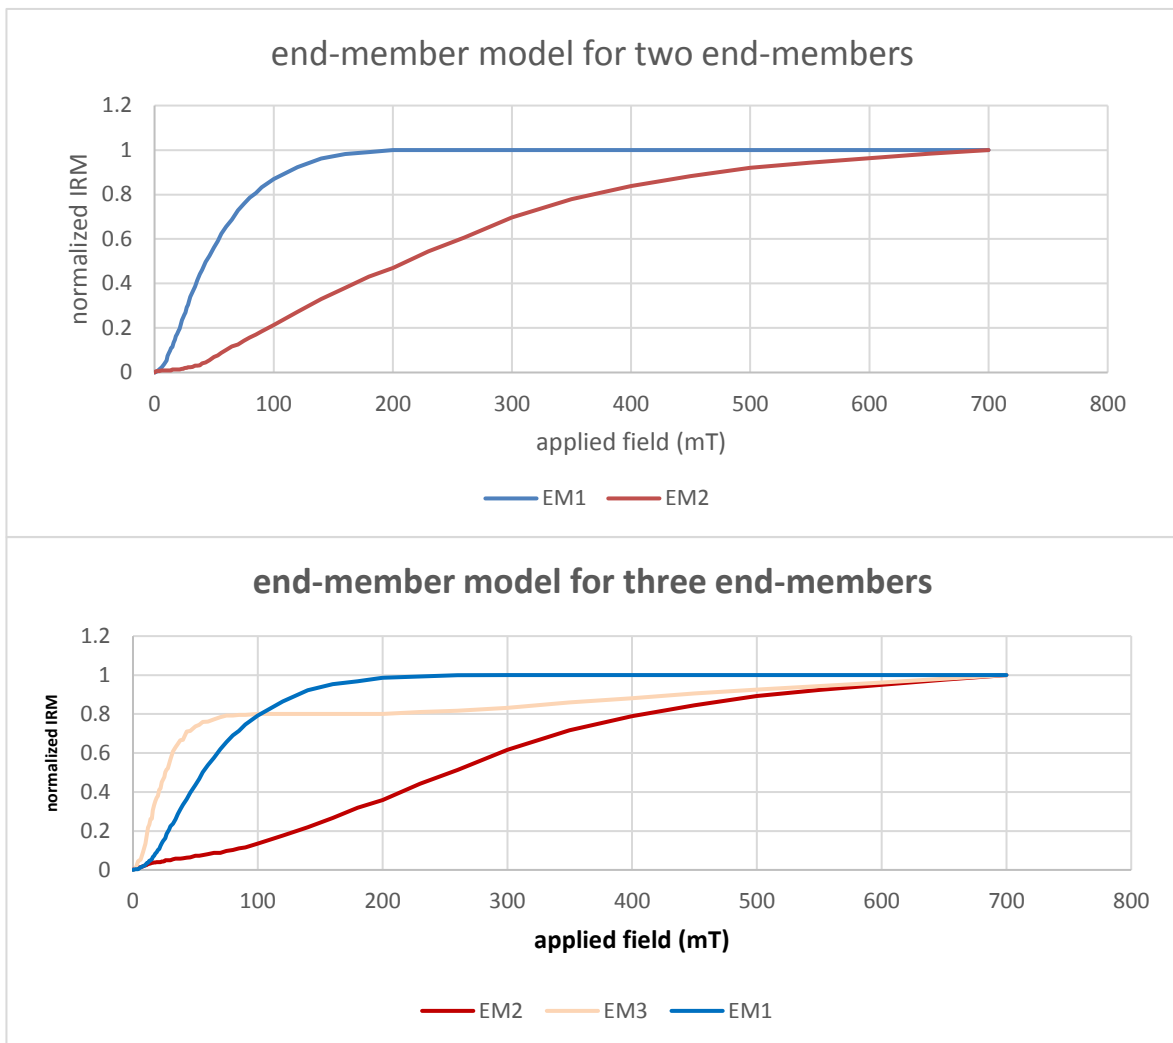 end-member model for two end-members
1.2
1
0.8
0.6
0.4
0.2
0
normalized IRM
0 100 200 300 400 500 600 700 800
applied field (mT)
EM1 EM2
end-member model for three end-members
1.2
1
0.8
0.6
0.4
0.2
0
normalized IRM
0 100 200 300 400 500 600 700 800
applied field (mT)
EM2 EM3 EM1